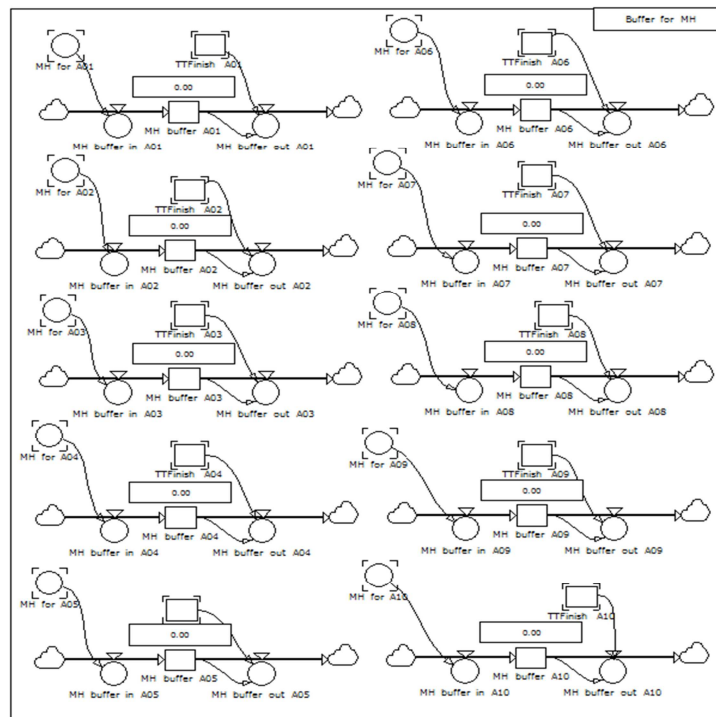 Buffer for MH
MH for A01
TTFinish A01
0.00
MH buffer A01
MH buffer in A01
MH buffer out A01
MH for A06
TTFinish A06
0.00
MH buffer A06
MH buffer in A06
MH buffer out A06
MH for A02
TTFinish A02
0.00
MH buffer A02
MH buffer in A02
MH buffer out A02
MH for A07
TTFinish A07
0.00
MH buffer A07
MH buffer in A07
MH buffer out A07
MH for A03
TTFinish A03
0.00
MH buffer A03
MH buffer in A03
MH buffer out A03
MH for A08
TTFinish A08
0.00
MH buffer A08
MH buffer in A08
MH buffer out A08
MH for A04
TTFinish A04
0.00
MH buffer A04
MH buffer in A04
MH buffer out A04
MH for A09
TTFinish A09
0.00
MH buffer A09
MH buffer in A09
MH buffer out A09
MH for A05
0.00
MH buffer A05
MH buffer in A05
MH buffer out A05
MH for A10
TTFinish A10
0.00
MH buffer A10
MH buffer in A10
MH buffer out A10